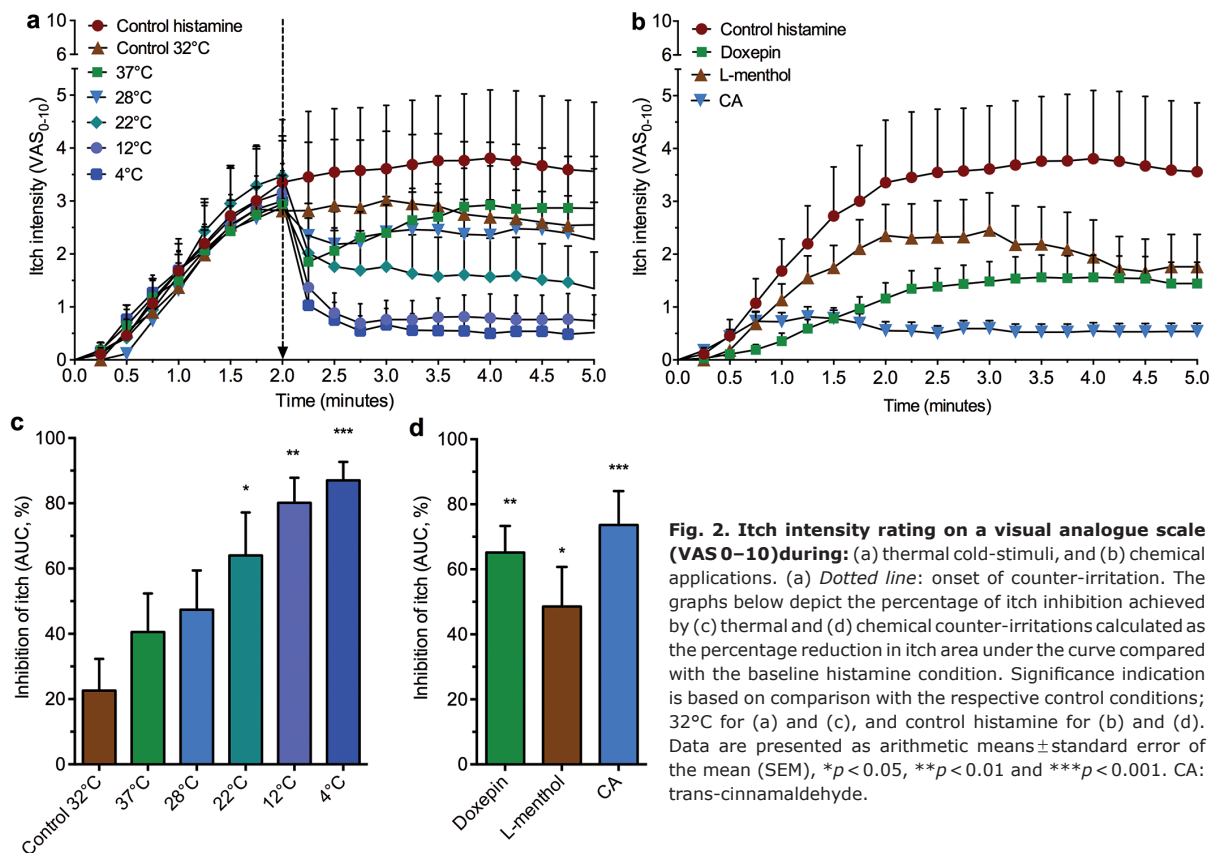 a
Control histamine
Control 32°C
37°C
28°C
22°C
12°C
4°C
Itch intensity (VAS0-10)
10
6
5
4
3
2
1
0
0.0 0.5 1.0 1.5 2.0 2.5 3.0 3.5 4.0 4.5 5.0
Time (minutes)
b
Control histamine
Doxepin
L-menthol
CA
Itch intensity (VAS0-10)
10
6
5
4
3
2
1
0
0.0 0.5 1.0 1.5 2.0 2.5 3.0 3.5 4.0 4.5 5.0
Time (minutes)
c
Inhibition of itch (AUC, %)
100
80
60
40
20
0
* ** ***
Control 32°C 37°C 28°C 22°C 12°C 4°C
d
Inhibition of itch (AUC, %)
100
80
60
40
20
0
** * ***
Doxepin L-menthol CA
Fig. 2. Itch intensity rating on a visual analogue scale
(VAS 0–10)during: (a) thermal cold-stimuli, and (b) chemical
applications. (a) Dotted line: onset of counter-irritation. The
graphs below depict the percentage of itch inhibition achieved
by (c) thermal and (d) chemical counter-irritations calculated as
the percentage reduction in itch area under the curve compared
with the baseline histamine condition. Significance indication
is based on comparison with the respective control conditions;
32°C for (a) and (c), and control histamine for (b) and (d).
Data are presented as arithmetic means±standard error of
the mean (SEM), *p<0.05, **p<0.01 and ***p<0.001. CA:
trans-cinnamaldehyde.